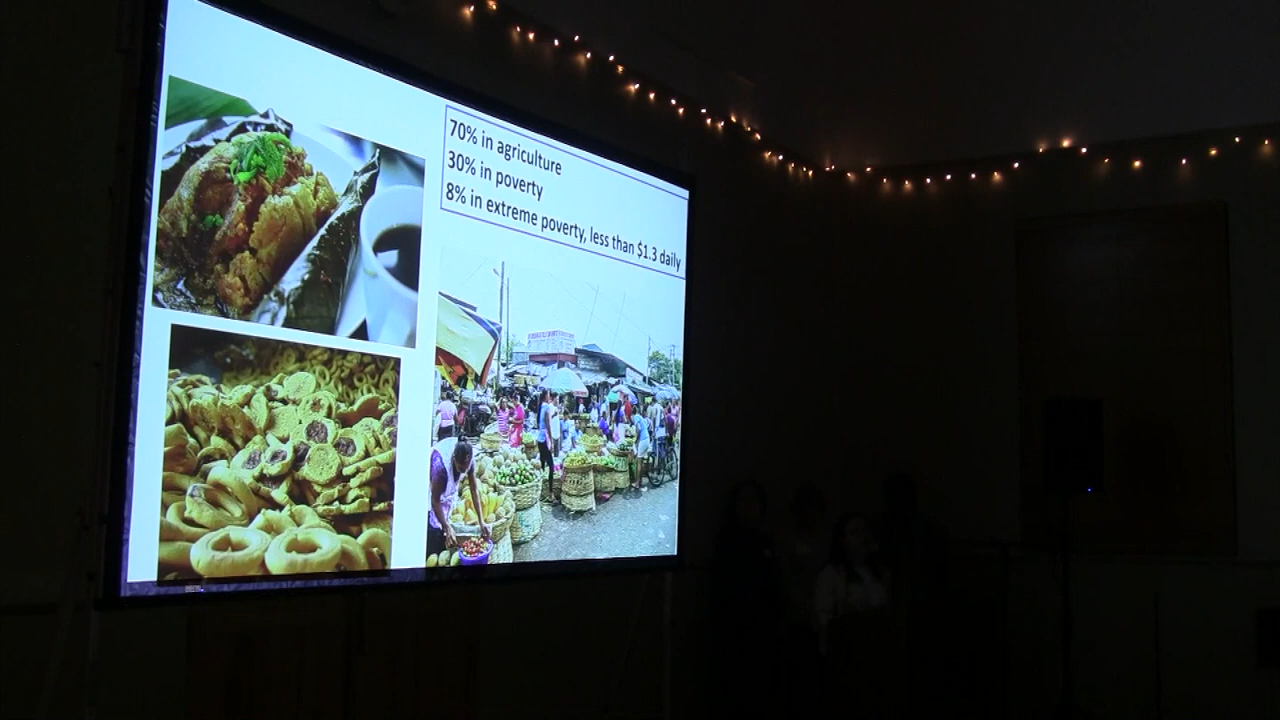 70% in agriculture
30% in poverty
8% in extreme poverty, less than $1.3 daily